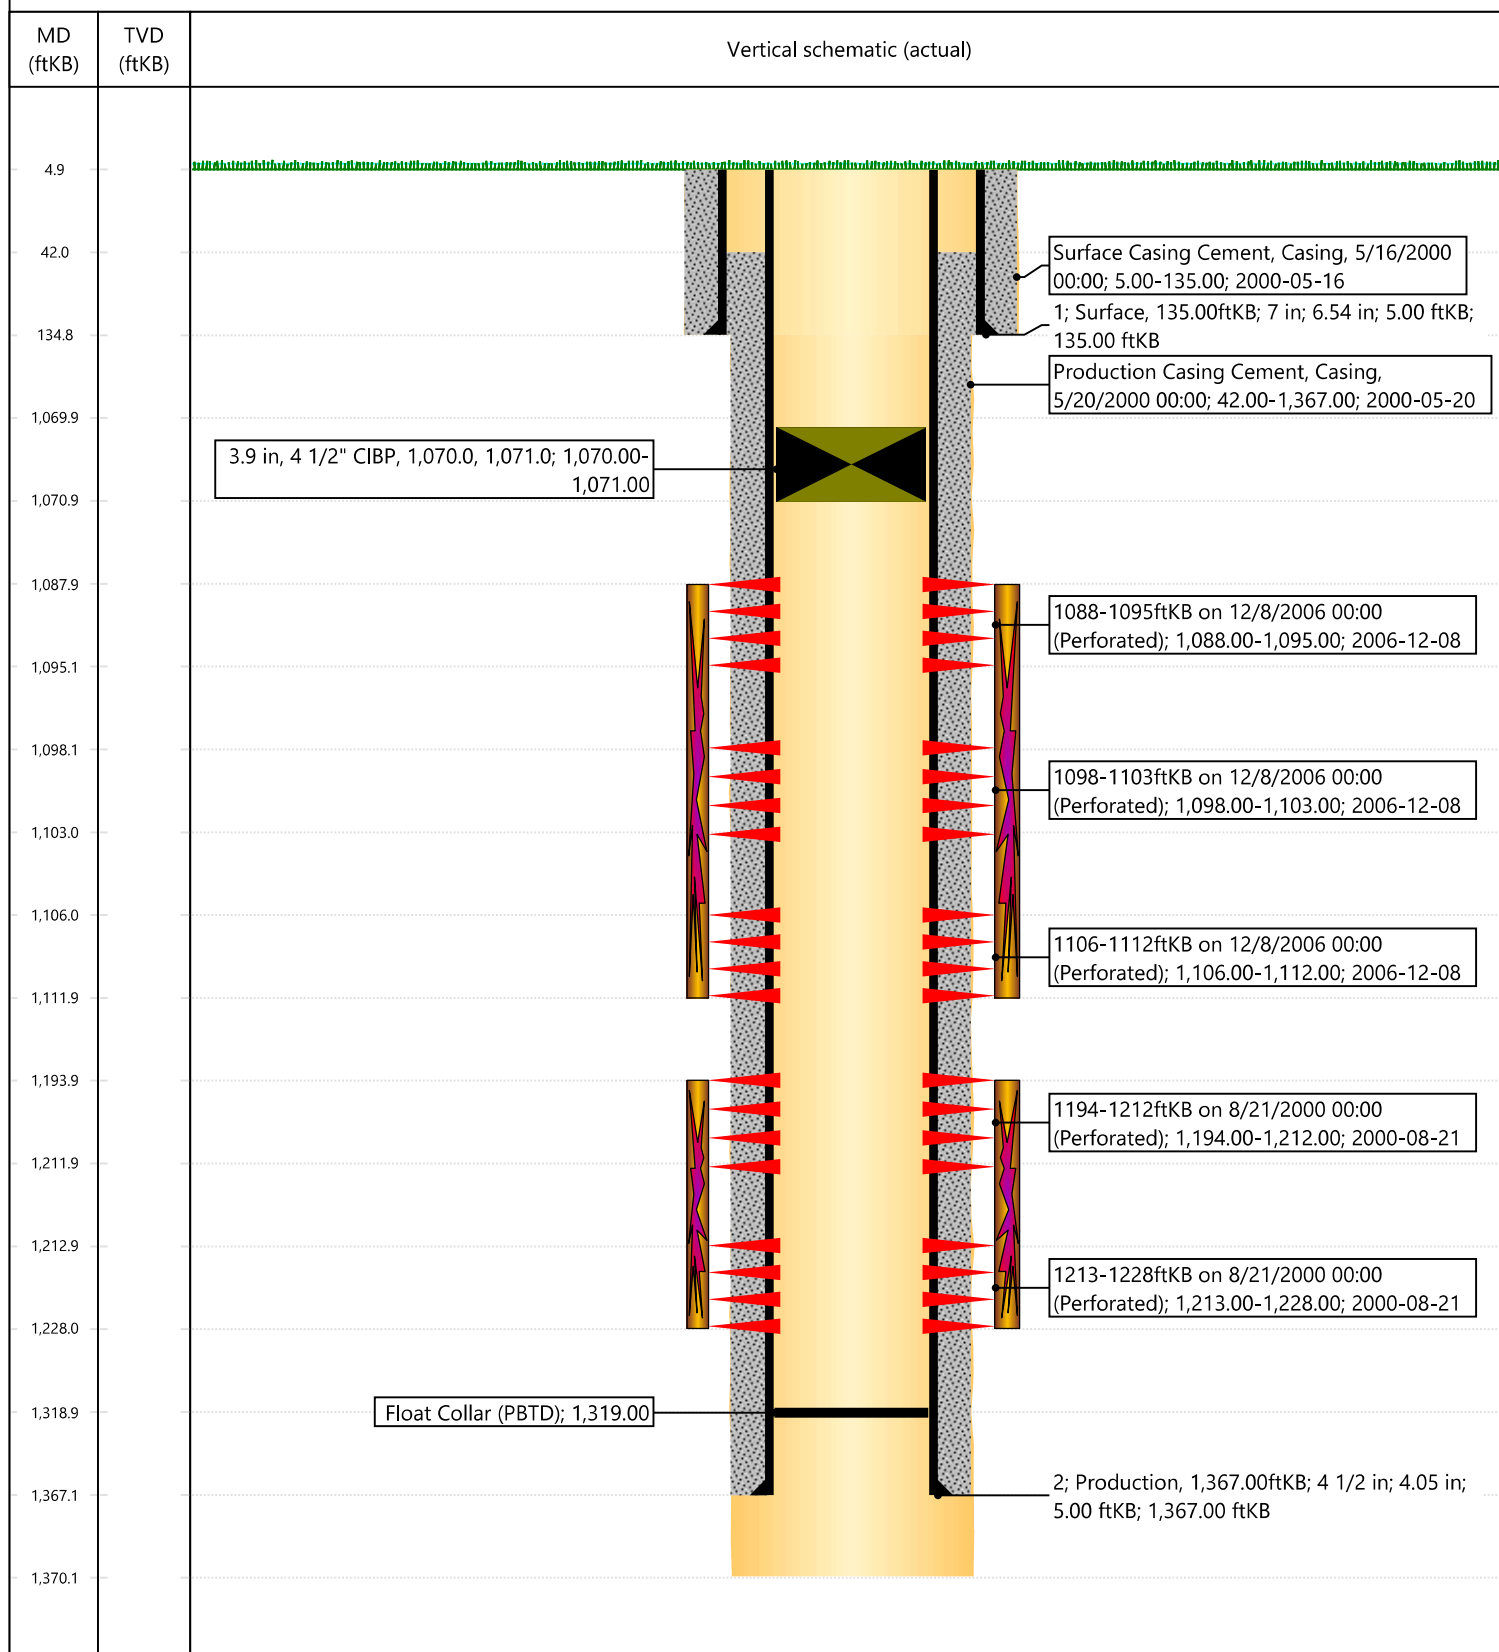 MD
(ftKB)
TVD
(ftKB)
Vertical schematic (actual)
4.9
42.0
Surface Casing Cement, Casing, 5/16/2000
00:00; 5.00-135.00; 2000-05-16
1; Surface, 135.00ftKB; 7 in; 6.54 in; 5.00 ftKB;
135.00 ftKB
134.8
Production Casing Cement, Casing,
5/20/2000 00:00; 42.00-1,367.00; 2000-05-20
1,069.9
3.9 in, 4 1/2" CIBP, 1,070.0, 1,071.0; 1,070.00-
1,071.00
1,070.9
1,087.9
1088-1095ftKB on 12/8/2006 00:00
(Perforated); 1,088.00-1,095.00; 2006-12-08
1,095.1
1,098.1
1098-1103ftKB on 12/8/2006 00:00
(Perforated); 1,098.00-1,103.00; 2006-12-08
1,103.0
1,106.0
1106-1112ftKB on 12/8/2006 00:00
(Perforated); 1,106.00-1,112.00; 2006-12-08
1,111.9
1,193.9
1194-1212ftKB on 8/21/2000 00:00
(Perforated); 1,194.00-1,212.00; 2000-08-21
1,211.9
1,212.9
1213-1228ftKB on 8/21/2000 00:00
(Perforated); 1,213.00-1,228.00; 2000-08-21
1,228.0
1,318.9
Float Collar (PBTD); 1,319.00
2; Production, 1,367.00ftKB; 4 1/2 in; 4.05 in;
5.00 ftKB; 1,367.00 ftKB
1,367.1
1,370.1